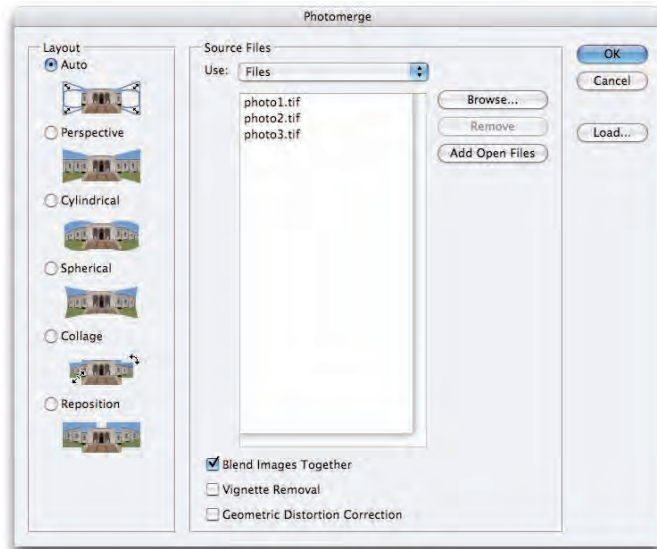 Photomerge
Layout
Auto
Perspective
Cylindrical
Spherical
Collage
Reposition
Source Files
Use: Files
photo1.tif
photo2.tif
photo3.tif
Browse...
Remove
Add Open Files
Blend Images Together
Vignette Removal
Geometric Distortion Correction
OK
Cancel
Load...